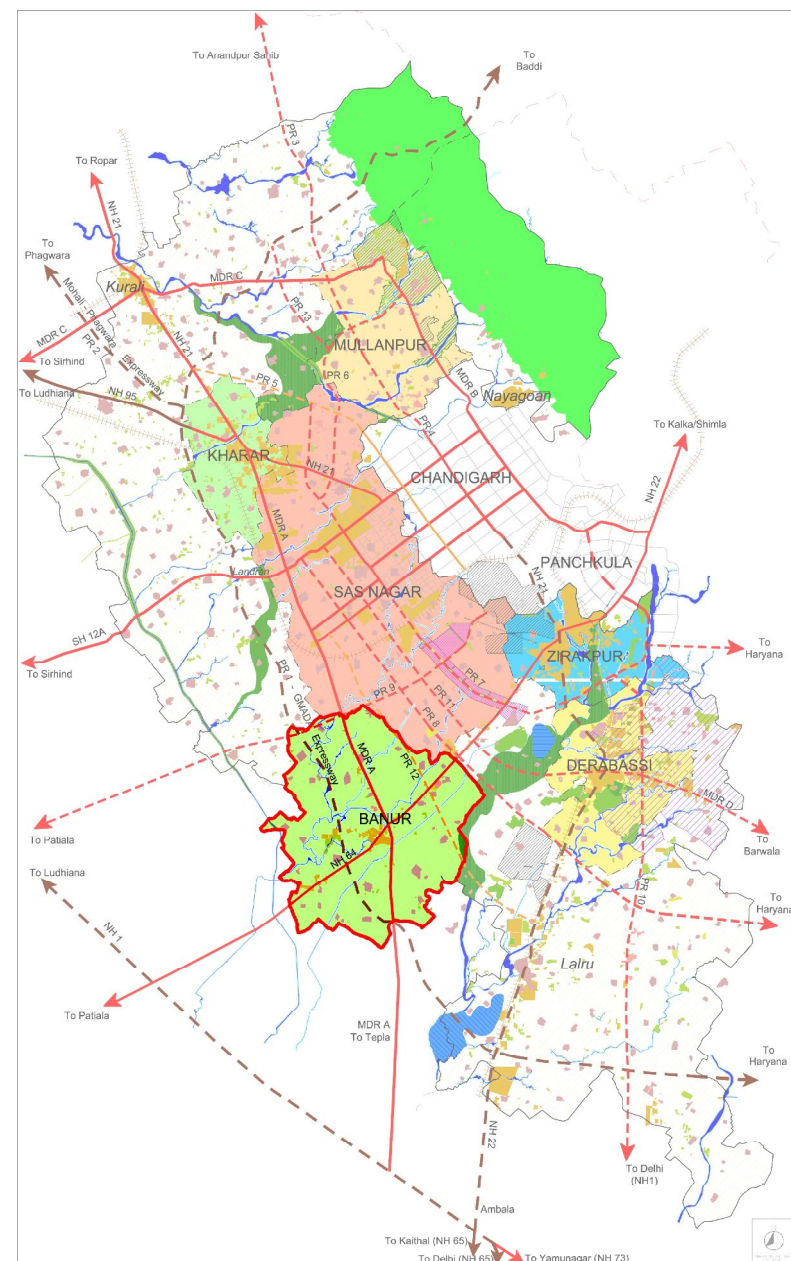 To Anandpur Sahib
To
Baddi
PR 3
To Ropar
NH 21
To
Phagwara
Kurali
MDR C
Mohali - Phagwara
Expressway
PR 2
MDR C
PR 13
NH 21
MULLANPUR
To Sirhind
PR 5
PR 6
MDR B
Nayagoan
To Ludhiana
NH 95
PR 4
To Kalka/Shimla
KHARAR
NH 21
CHANDIGARH
NH 22
MDR A
PANCHKULA
Landran
NH 21
SAS NAGAR
SH 12A
ZIRAKPUR
To
Haryana
To Sirhind
PR 1
PR 9
PR 7
PR 11
PR 8
GMADA
Expressway
MDR A
PR 12
DERABASSI
MDR D
BANUR
To Patiala
To
Barwala
NH 64
To Ludhiana
PR 10
To
Haryana
NH 1
Lalru
To Patiala
MDR A
To Tepla
To
Haryana
NH 22
To Delhi
(NH1)
Ambala
To Kaithal (NH 65)
To Delhi (NH 65)
To Yamunagar (NH 73)